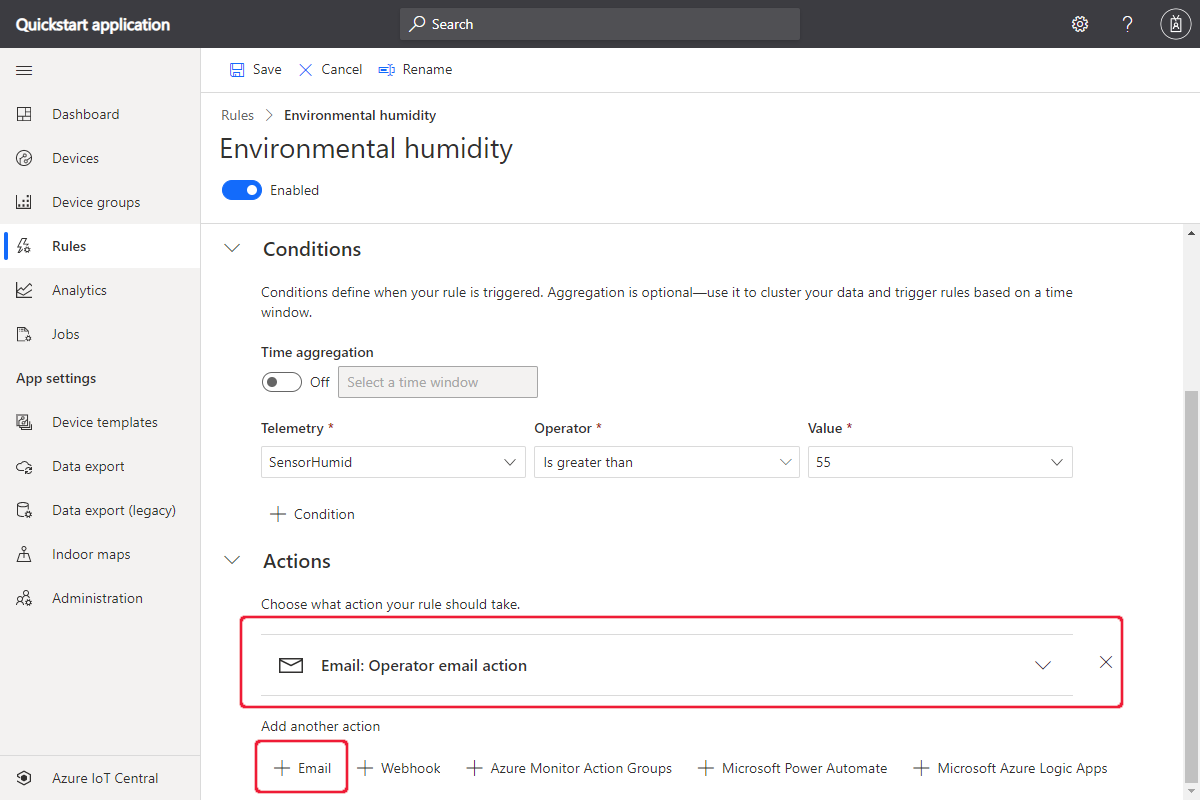 Quickstart application
Search
?
Save Cancel Rename
Dashboard
Devices
Device groups
Rules
Analytics
Jobs
App settings
Device templates
Data export
Data export (legacy)
Indoor maps
Administration
Azure IoT Central
Rules > Environmental humidity
Environmental humidity
Enabled
Conditions
Conditions define when your rule is triggered. Aggregation is optional—use it to cluster your data and trigger rules based on a time
window.
Time aggregation
Off Select a time window
Telemetry * Operator * Value *
SensorHumid Is greater than 55
+ Condition
Actions
Choose what action your rule should take.
Email: Operator email action
Add another action
+ Email + Webhook + Azure Monitor Action Groups + Microsoft Power Automate + Microsoft Azure Logic Apps